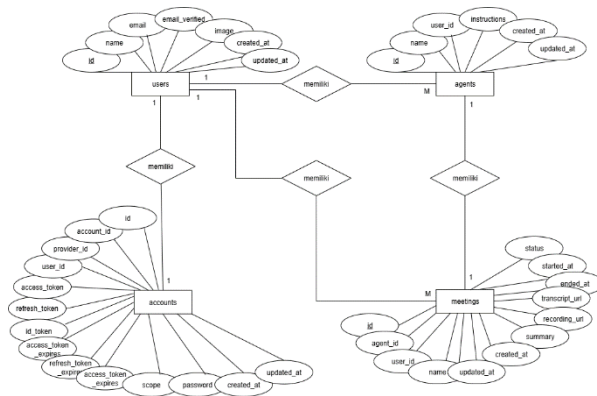 email_verified
email
image
name
created_at
id
updated_at
users
1
1
1
memiliki
user_id
instructions
name
created_at
id
updated_at
agents
M
1
memiliki
memiliki
memiliki
id
account_id
provider_id
user_id
access_token
refresh_token
id_token
access_token
_expires
refresh_token
_expires
access_token
_expires
scope
password
created_at
updated_at
accounts
1
status
started_at
ended_at
transcript_url
recording_url
summary
created_at
updated_at
name
user_id
agent_id
id
meetings
1
M